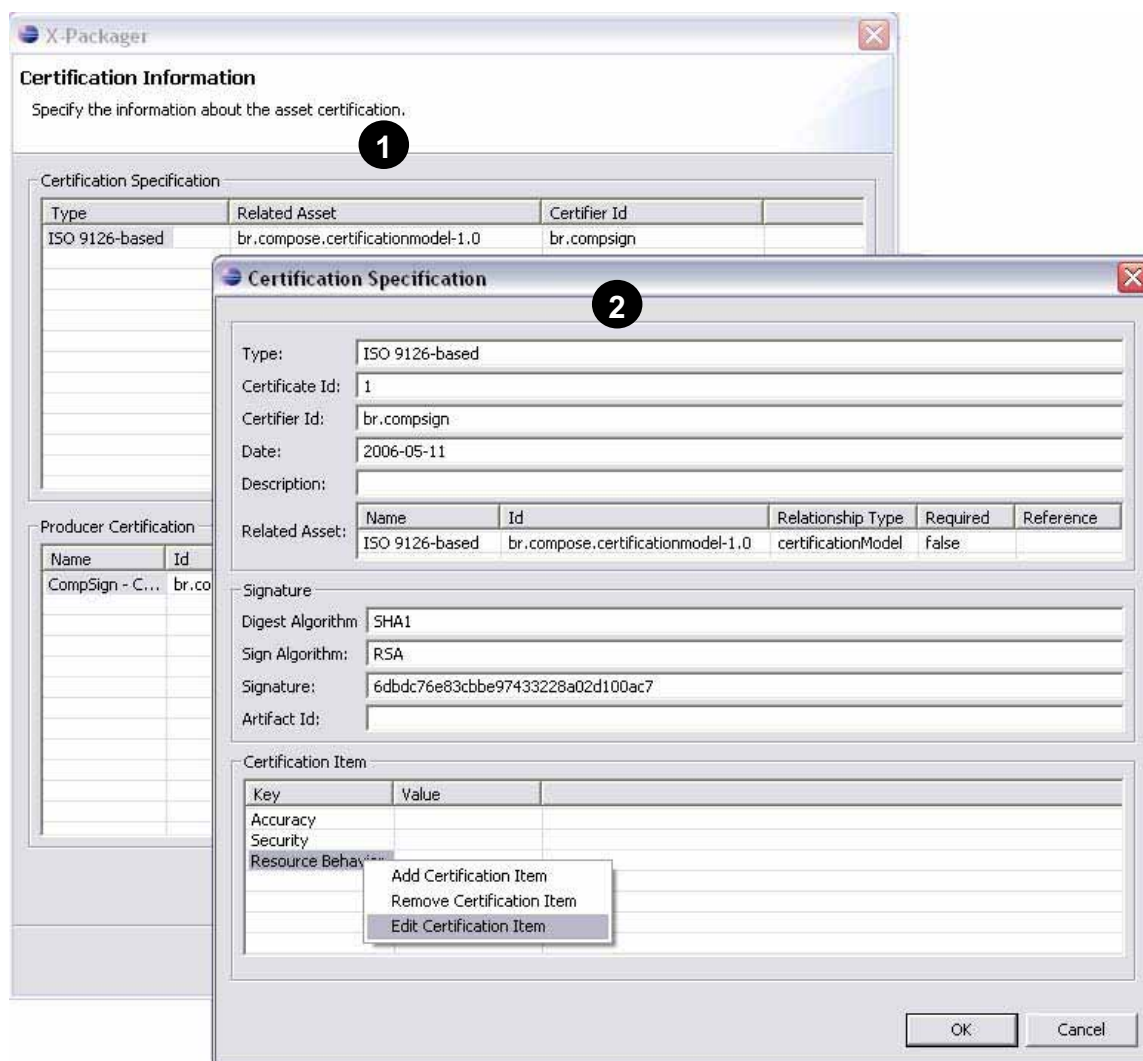 X-Packager
Certification Information
Specify the information about the asset certification.
1
Certification Specification
Type Related Asset Certifier Id
ISO 9126-based br.compose.certificationmodel-1.0 br.compsign
Producer Certification
Name Id
CompSign - C... br.co
Certification Specification
2
Type: ISO 9126-based
Certificate Id: 1
Certifier Id: br.compsign
Date: 2006-05-11
Description:
Related Asset:
Name Id Relationship Type Required Reference
ISO 9126-based br.compose.certificationmodel-1.0 certificationModel false
Signature
Digest Algorithm SHA1
Sign Algorithm: RSA
Signature: 6dbdc76e83cbbe97433228a02d100ac7
Artifact Id:
Certification Item
Key Value
Accuracy
Security
Resource Behavior
Add Certification Item
Remove Certification Item
Edit Certification Item
OK Cancel